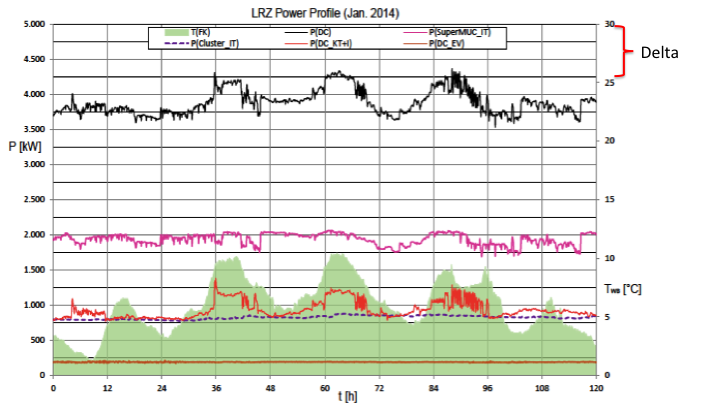 LRZ Power Profile (Jan. 2014)
T(FK) P(DC) P(SuperMUC_IT)
P(Cluster_IT) P(DC_KT+I) P(DC_EV)
Delta
P [kW]
5.000
4.500
4.000
3.500
3.000
2.500
2.000
1.500
1.000
500
0
30
25
20
15
10
5
0
TWB [°C]
0 12 24 36 48 60 72 84 96 108 120
t [h]